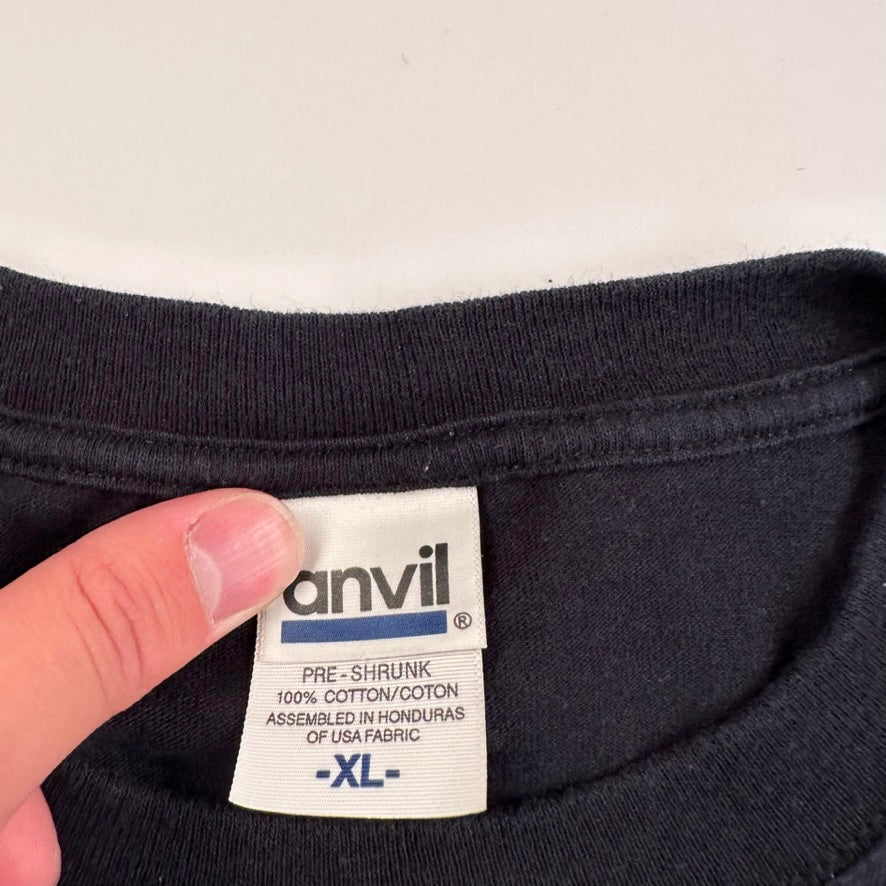 anvil
®
PRE-SHRUNK
100% COTTON/COTON
ASSEMBLED IN HONDURAS
OF USA FABRIC
-XL-